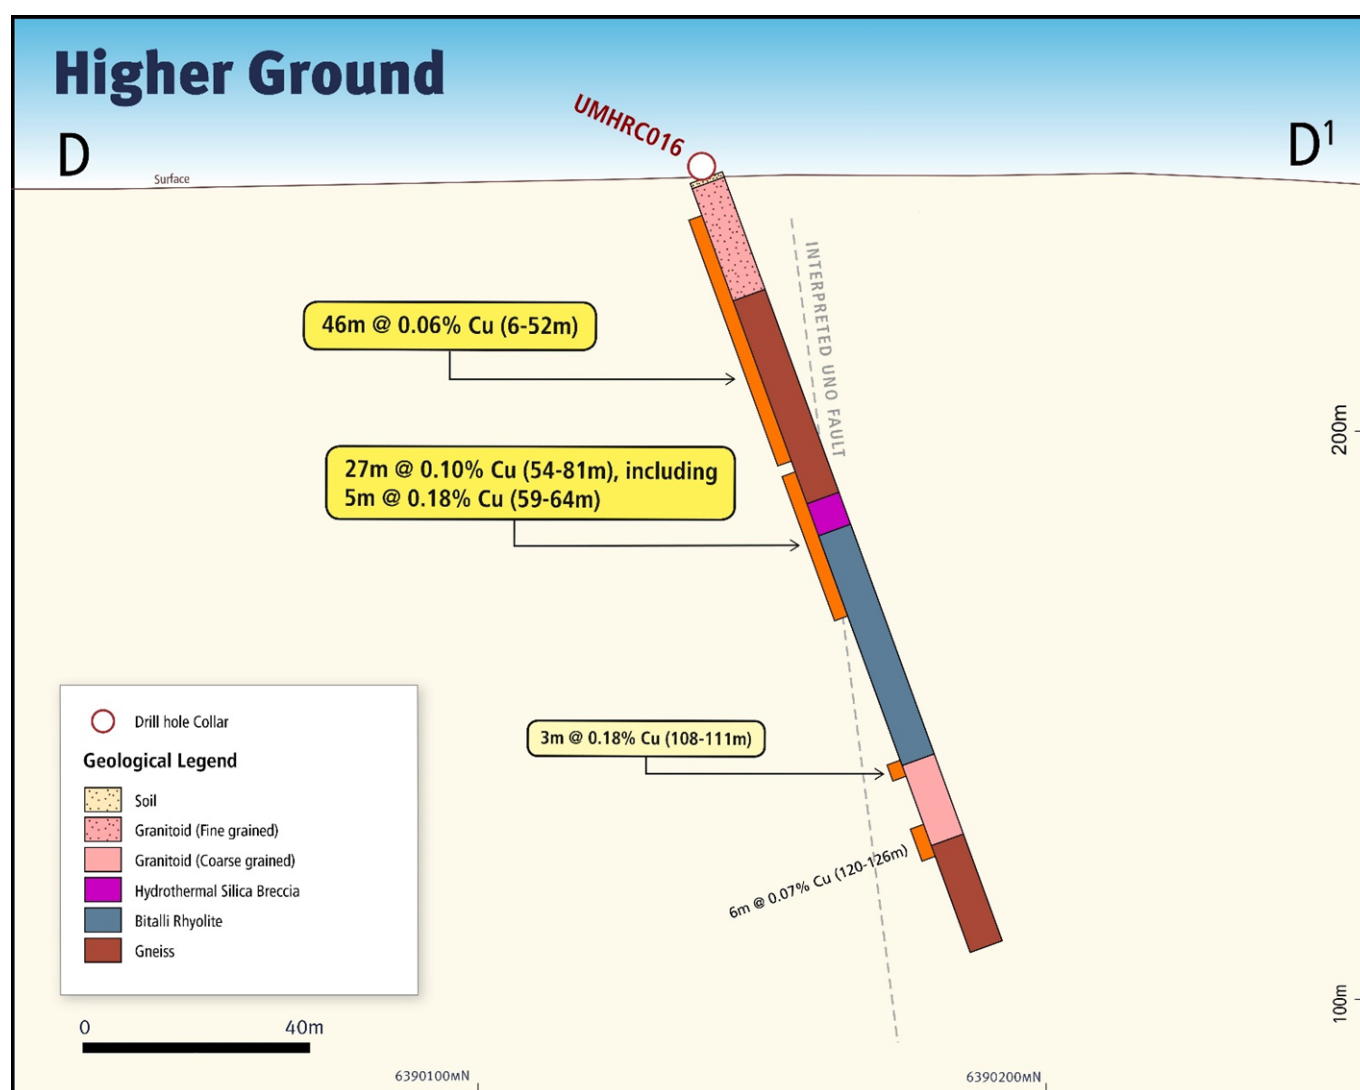 Higher Ground
D
D¹
UMHRC016
Surface
INTERPRETED UNO FAULT
46m @ 0.06% Cu (6-52m)
200m
27m @ 0.10% Cu (54-81m), including
5m @ 0.18% Cu (59-64m)
3m @ 0.18% Cu (108-111m)
6m @ 0.07% Cu (120-126m)
Drill hole Collar
Geological Legend
Soil
Granitoid (Fine grained)
Granitoid (Coarse grained)
Hydrothermal Silica Breccia
Bitalli Rhyolite
Gneiss
100m
0 40m
6390100mN 6390200mN